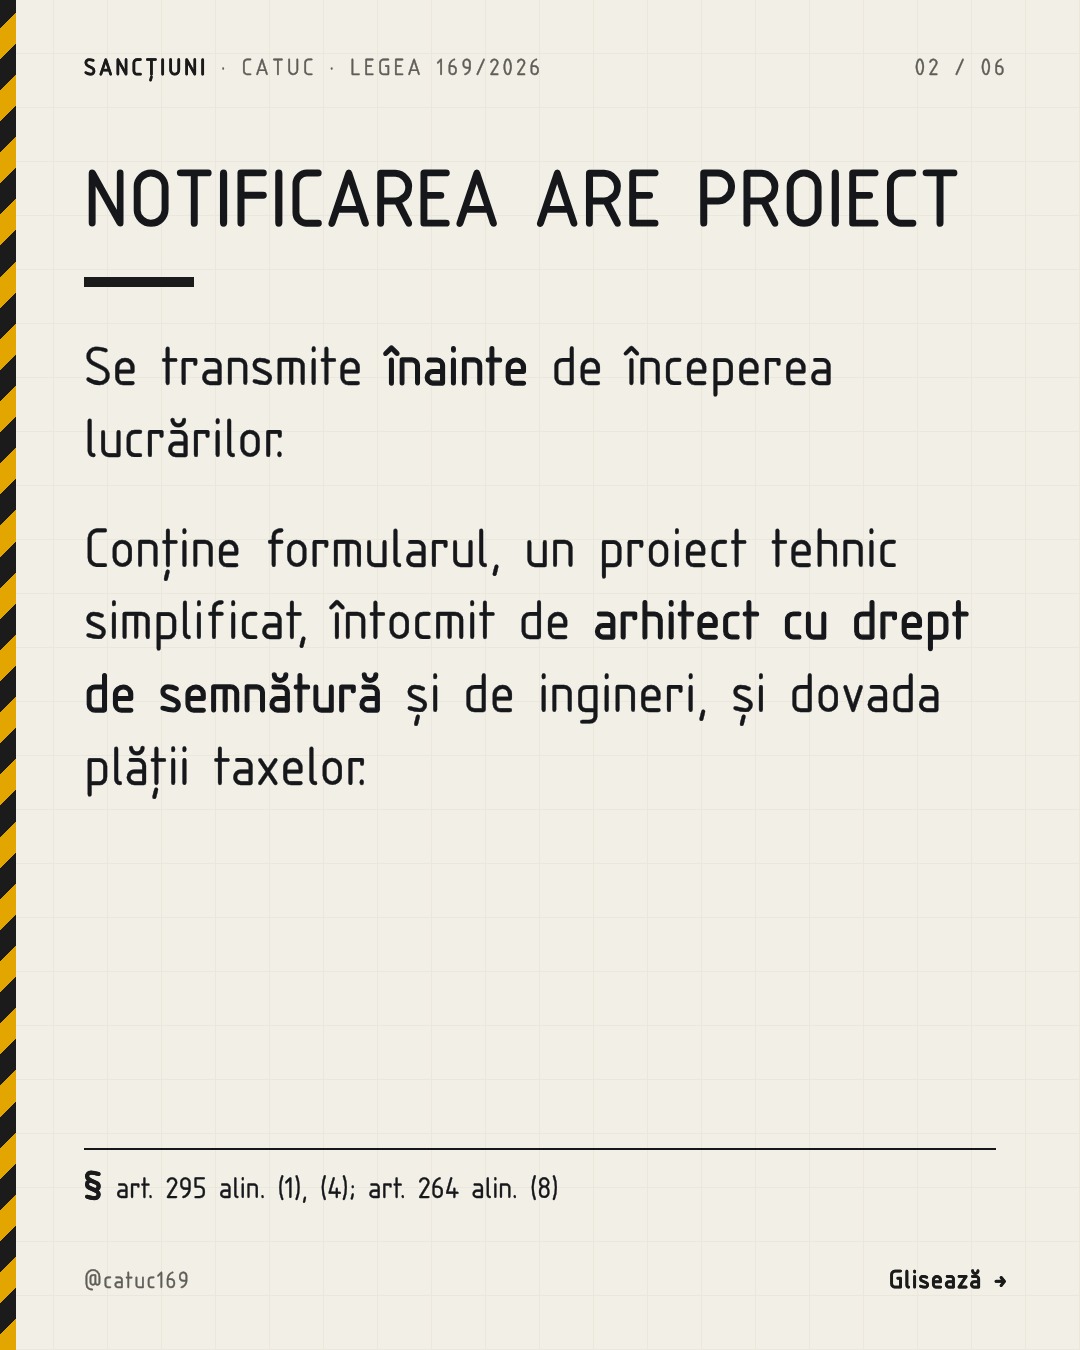 SANCȚIUNI · CATUC · LEGEA 169/2026
02 / 06
NOTIFICAREA ARE PROIECT
Se transmite înainte de începerea
lucrărilor.
Conține formularul, un proiect tehnic
simplificat, întocmit de arhitect cu drept
de semnătură și de ingineri, și dovada
plății taxelor.
§ art. 295 alin. (1), (4); art. 264 alin. (8)
@catuc169
Glisează →